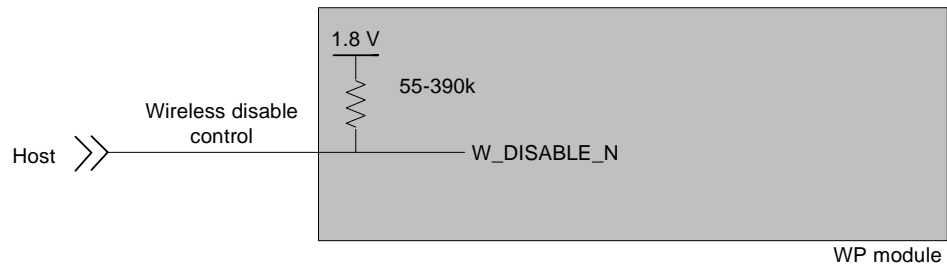 1.8 V
55-390k
Wireless disable
control
Host
W_DISABLE_N
WP module